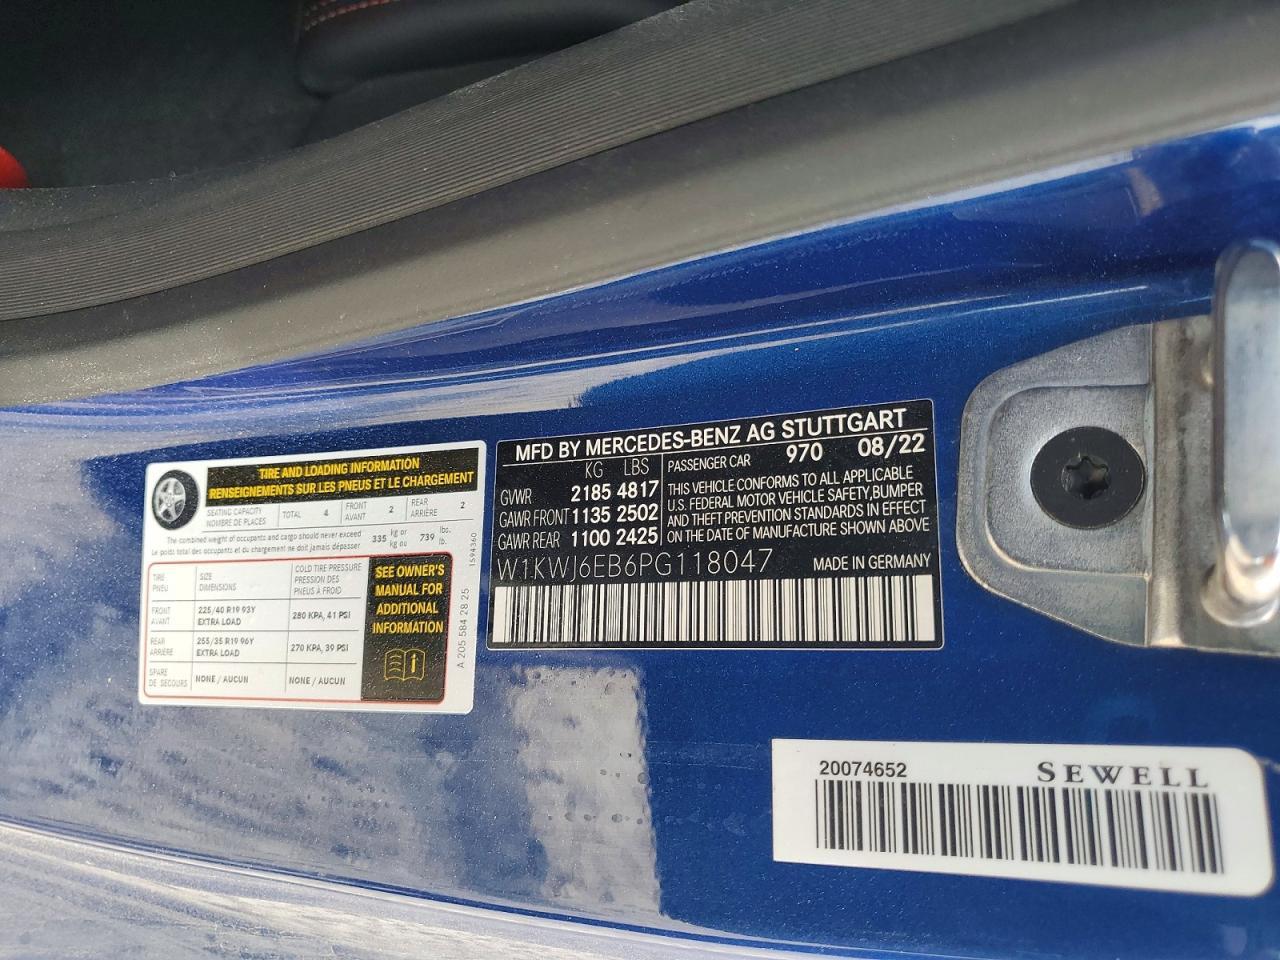 TIRE AND LOADING INFORMATION
RENSEIGNEMENTS SUR LES PNEUS ET LE CHARGEMENT
SEATING CAPACITY TOTAL 4 FRONT 2 REAR 2
NOMBRE DE PLACES AVANT ARRIÈRE
The combined weight of occupants and cargo should never exceed 335 kg or 739 lbs.
Le poids total des occupants et du chargement ne doit jamais dépasser kg ou lb.
TIRE SIZE COLD TIRE PRESSURE
PNEU DIMENSIONS PRESSION DES PNEUS À FROID
FRONT 225/40 R19 93Y 280 KPA, 41 PSI
AVANT EXTRA LOAD
REAR 255/35 R19 96Y 270 KPA, 39 PSI
ARRIÈRE EXTRA LOAD
SPARE NONE / AUCUN NONE / AUCUN
DE SECOURS
SEE OWNER'S
MANUAL FOR
ADDITIONAL
INFORMATION
1594360
A 205 584 28 25
MFD BY MERCEDES-BENZ AG STUTTGART
KG LBS PASSENGER CAR 970 08/22
GVWR 2185 4817
GAWR FRONT 1135 2502
GAWR REAR 1100 2425
THIS VEHICLE CONFORMS TO ALL APPLICABLE
U.S. FEDERAL MOTOR VEHICLE SAFETY,BUMPER
AND THEFT PREVENTION STANDARDS IN EFFECT
ON THE DATE OF MANUFACTURE SHOWN ABOVE
W1KWJ6EB6PG118047 MADE IN GERMANY
20074652 SEWELL